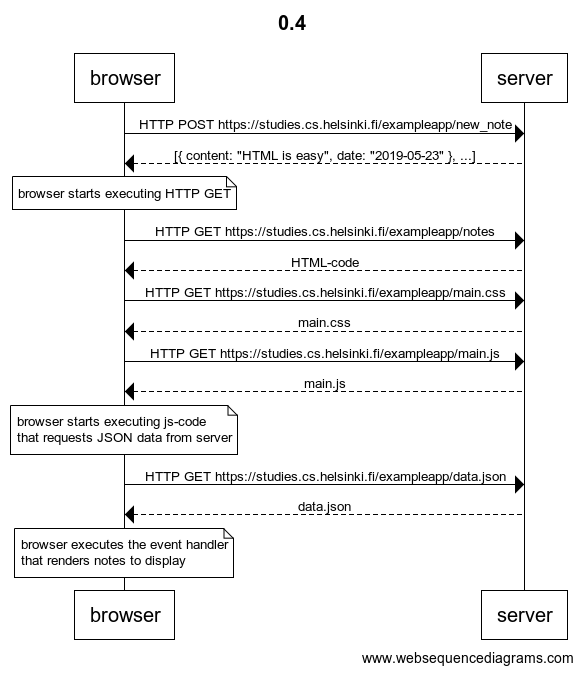 0.4
browser
server
HTTP POST https://studies.cs.helsinki.fi/exampleapp/new_note
[{ content: "HTML is easy", date: "2019-05-23" }, ...]
browser starts executing HTTP GET
HTTP GET https://studies.cs.helsinki.fi/exampleapp/notes
HTML-code
HTTP GET https://studies.cs.helsinki.fi/exampleapp/main.css
main.css
HTTP GET https://studies.cs.helsinki.fi/exampleapp/main.js
main.js
browser starts executing js-code
that requests JSON data from server
HTTP GET https://studies.cs.helsinki.fi/exampleapp/data.json
data.json
browser executes the event handler
that renders notes to display
browser
server
www.websequencediagrams.com